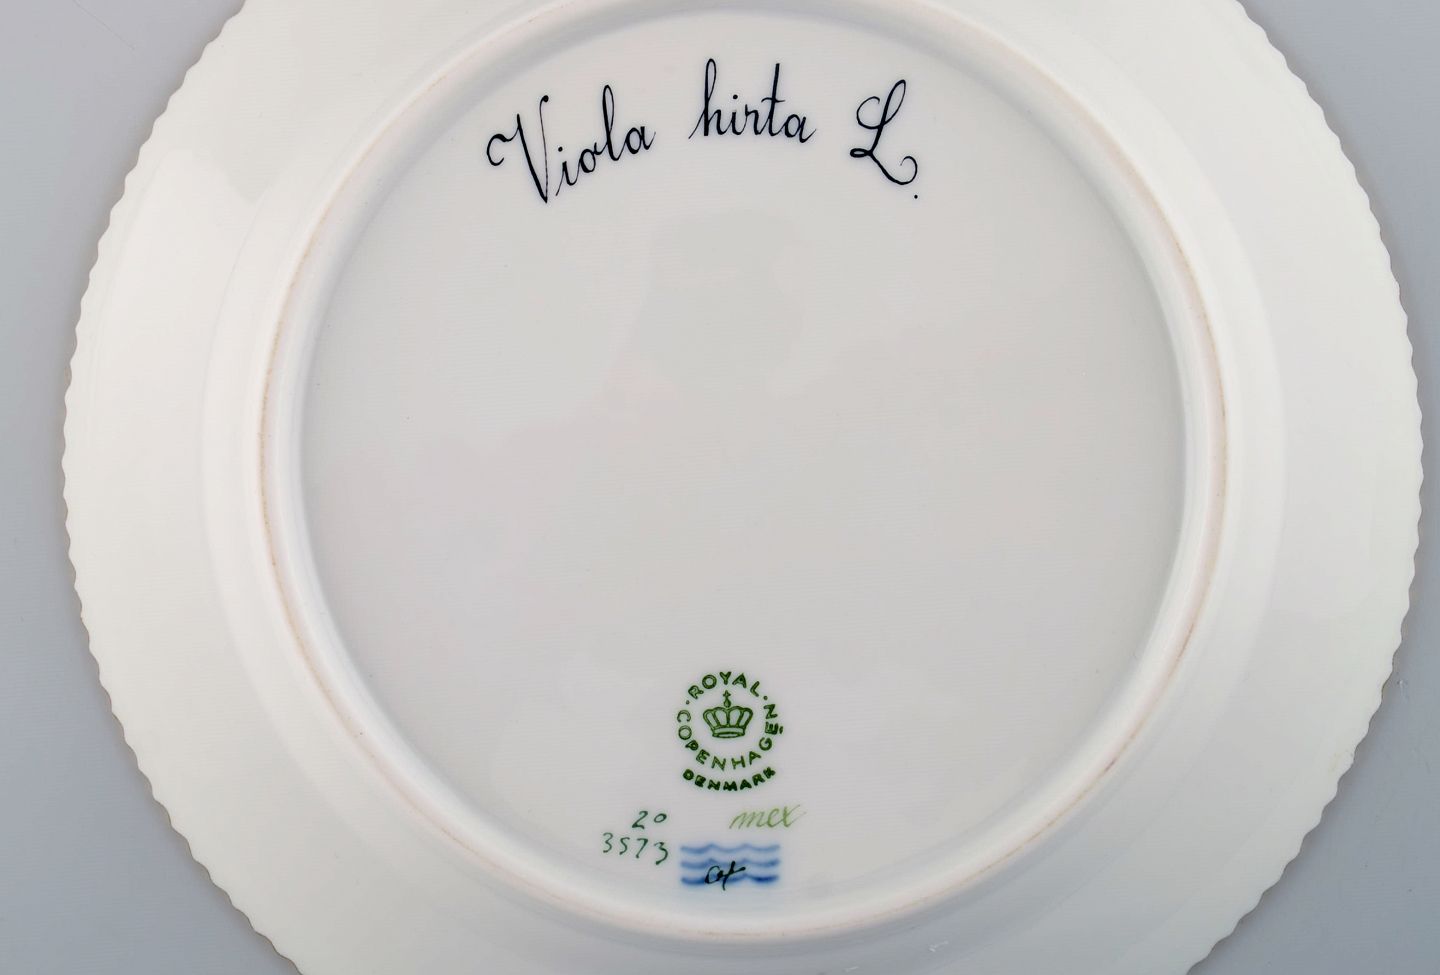 Viola hirta L.
ROYAL
COPENHAGEN
DENMARK
20
mex
3573